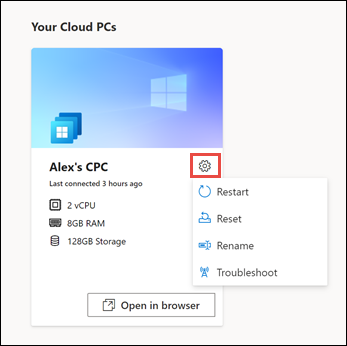 Your Cloud PCs
Alex's CPC
Last connected 3 hours ago
2 vCPU
8GB RAM
128GB Storage
Restart
Reset
Rename
Troubleshoot
Open in browser